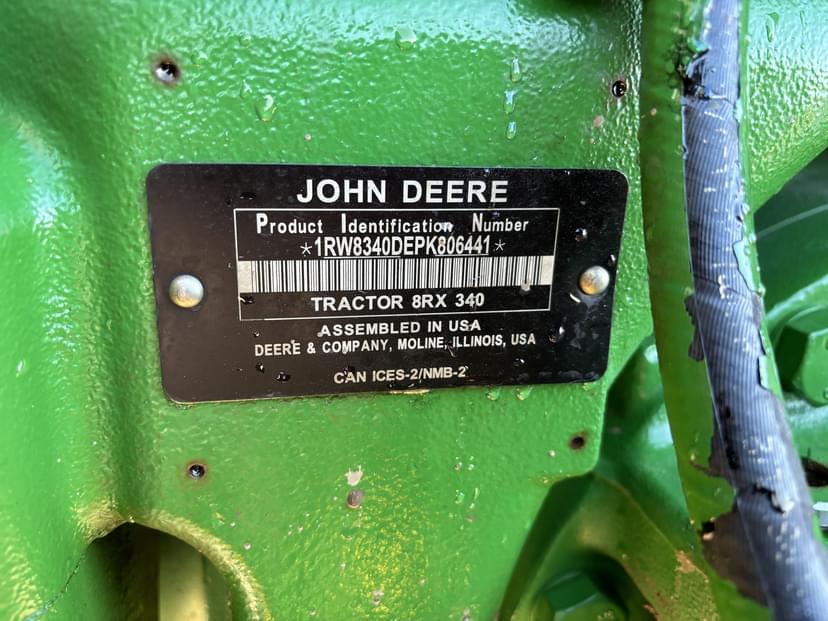 JOHN DEERE
Product Identification Number
*1RW8340DEPK806441*
TRACTOR 8RX 340
ASSEMBLED IN USA
DEERE & COMPANY, MOLINE, ILLINOIS, USA
CAN ICES-2/NMB-2